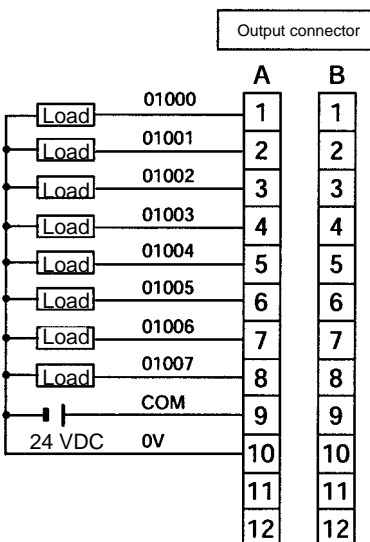 Output connector
A B
01000
Load 1 1
01001
Load 2 2
01002
Load 3 3
01003
Load 4 4
01004
Load 5 5
01005
Load 6 6
01006
Load 7 7
01007
Load 8 8
COM
9 9
24 VDC 0V
10 10
11 11
12 12